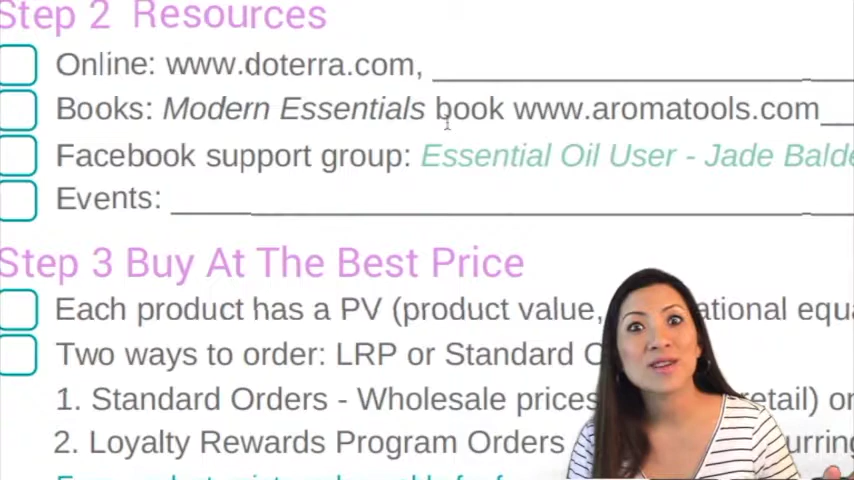 Step 2 Resources
Online: www.doterra.com,
Books: Modern Essentials book www.aromatools.com
Facebook support group: Essential Oil User - Jade
Events:
Step 3 Buy At The Best Price
Each product has a PV (product value,
Two ways to order: LRP or Standard
1. Standard Orders - Wholesale prices retail)
2. Loyalty Rewards Program Orders